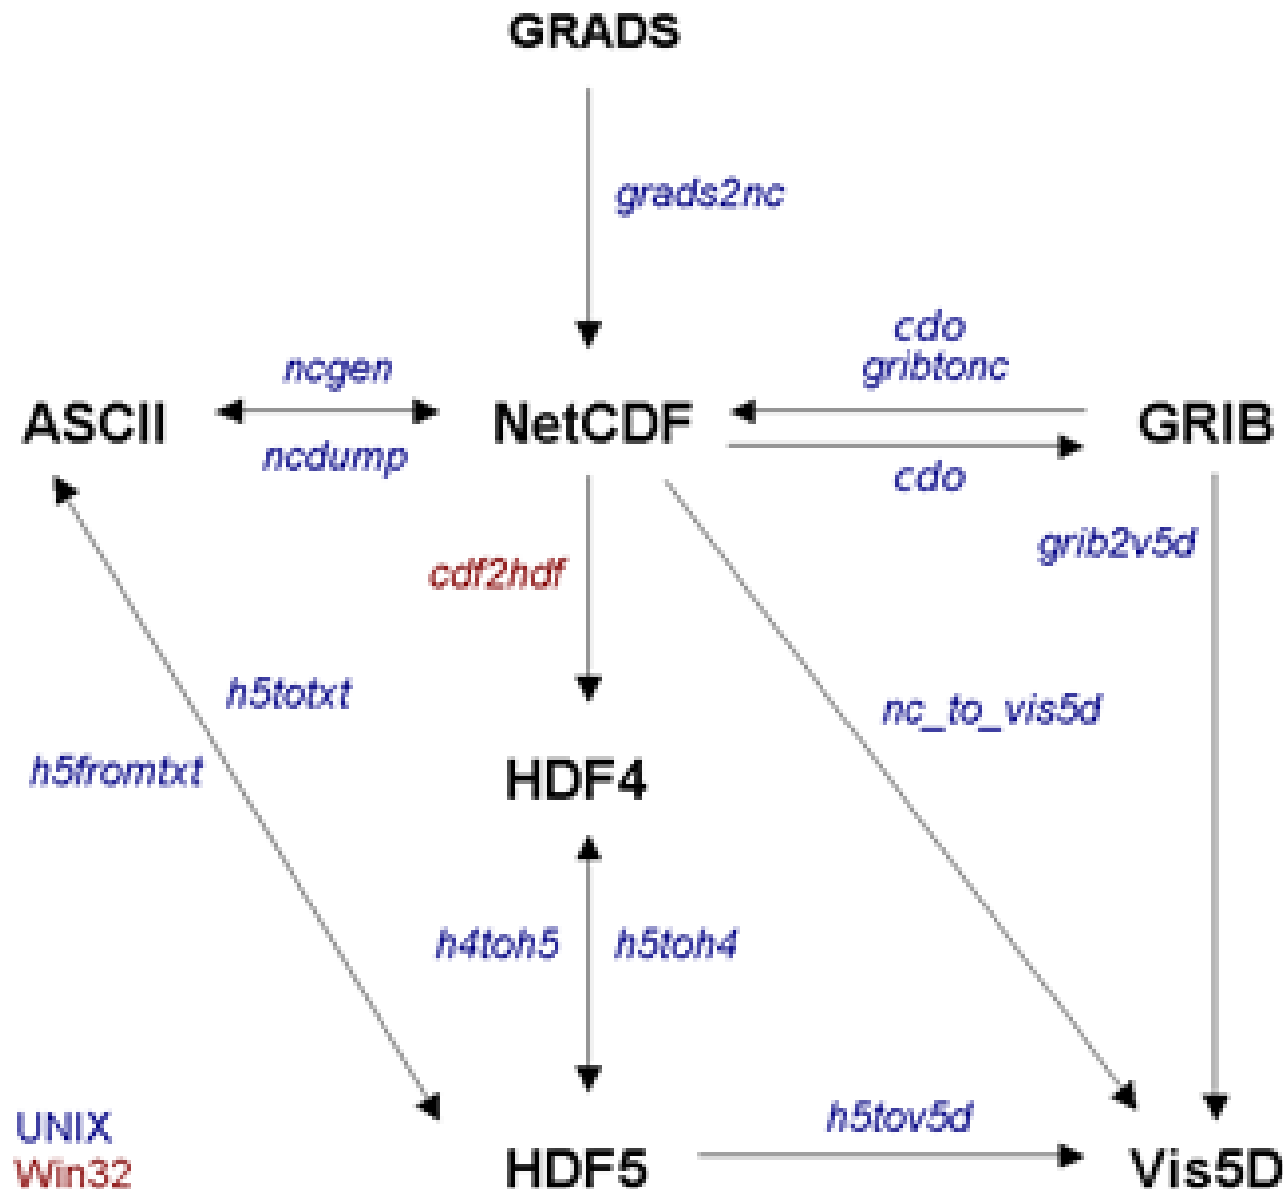 GRADS
grads2nc
cdo
gribtonc
ncgen
ASCII
NetCDF
GRIB
ncdump
cdo
grib2v5d
cdf2hdf
h5totxt
nc_to_vis5d
h5fromtxt
HDF4
h4toh5
h5toh4
h5tov5d
UNIX
Win32
HDF5
Vis5D